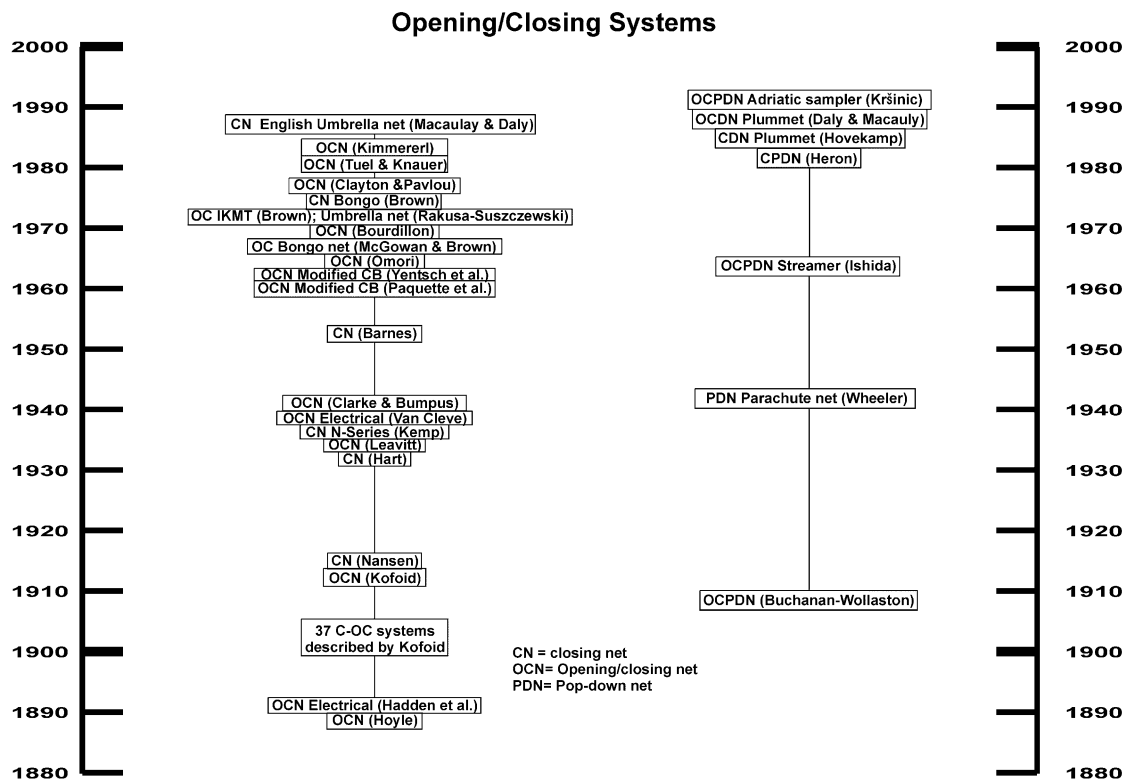 Opening/Closing Systems
2000
1990
1980
1970
1960
1950
1940
1930
1920
1910
1900
1890
1880
CN English Umbrella net (Macaulay & Daly)
OCN (Kimmererl)
OCN (Tuel & Knauer)
OCN (Clayton &Pavlou)
CN Bongo (Brown)
OC IKMT (Brown); Umbrella net (Rakusa-Suszczewski)
OCN (Bourdillon)
OC Bongo net (McGowan & Brown)
OCN (Omori)
OCN Modified CB (Yentsch et al.)
OCN Modified CB (Paquette et al.)
CN (Barnes)
OCN (Clarke & Bumpus)
OCN Electrical (Van Cleve)
CN N-Series (Kemp)
OCN (Leavitt)
CN (Hart)
CN (Nansen)
OCN (Kofoid)
37 C-OC systems
described by Kofoid
OCN Electrical (Hadden et al.)
OCN (Hoyle)
OCPDN Adriatic sampler (Kršinic)
OCDN Plummet (Daly & Macauly)
CDN Plummet (Hovekamp)
CPDN (Heron)
OCPDN Streamer (Ishida)
PDN Parachute net (Wheeler)
OCPDN (Buchanan-Wollaston)
CN = closing net
OCN= Opening/closing net
PDN= Pop-down net
2000
1990
1980
1970
1960
1950
1940
1930
1920
1910
1900
1890
1880